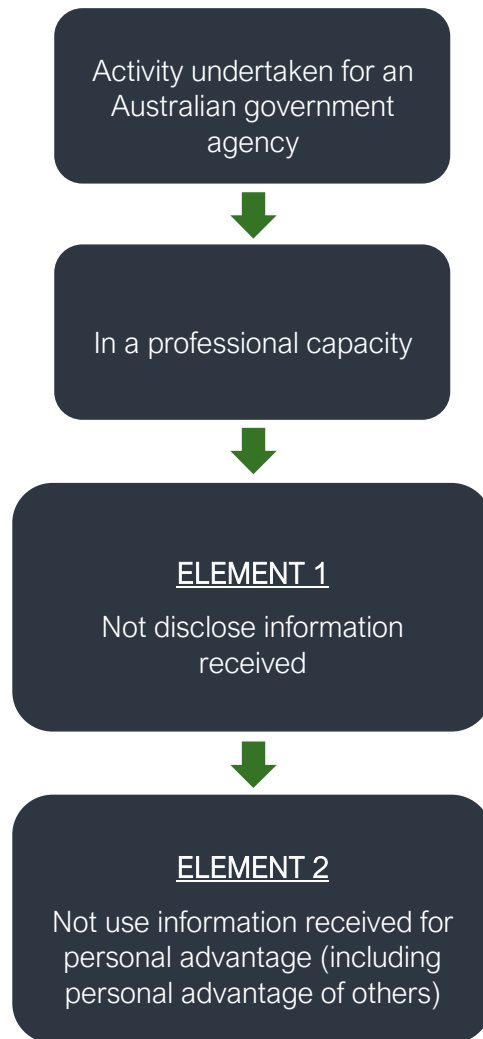 Activity undertaken for an
Australian government
agency
In a professional capacity
ELEMENT 1
Not disclose information
received
ELEMENT 2
Not use information received for
personal advantage (including
personal advantage of others)